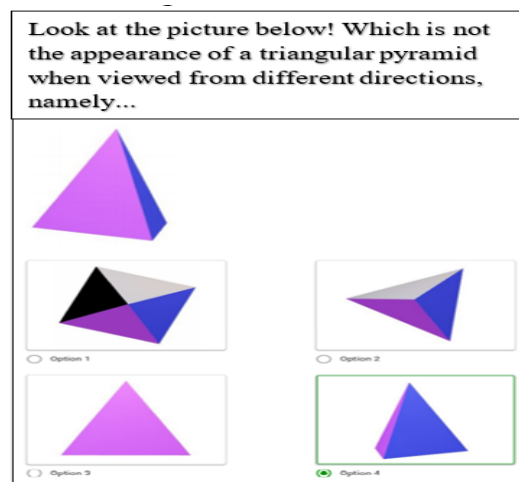 Look at the picture below! Which is not
the appearance of a triangular pyramid
when viewed from different directions,
namely...
Option 1
Option 2
Option 3
Option 4